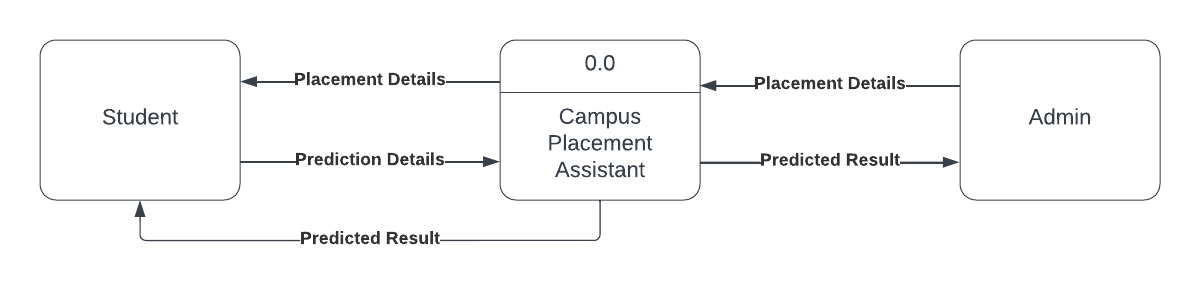 0.0
Placement Details
Placement Details
Student
Campus
Placement
Assistant
Admin
Prediction Details
Predicted Result
Predicted Result